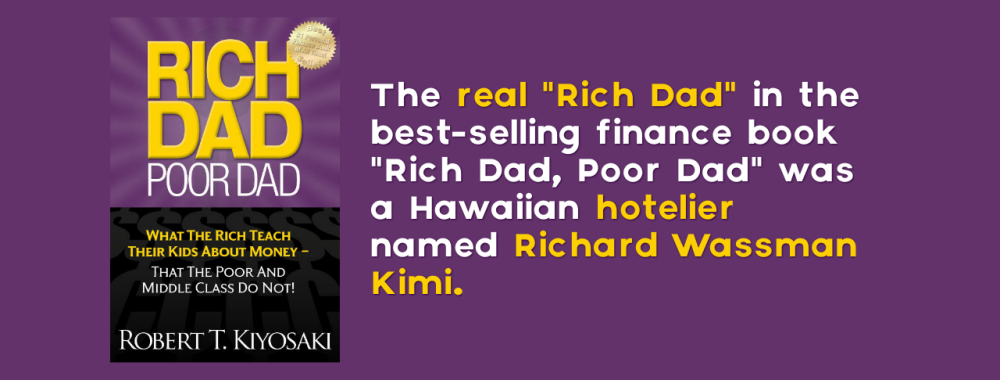 RICH
DAD
POOR DAD
WHAT THE RICH TEACH
THEIR KIDS ABOUT MONEY –
THAT THE POOR AND
MIDDLE CLASS DO NOT!
ROBERT T. KIYOSAKI
The real "Rich Dad" in the
best-selling finance book
"Rich Dad, Poor Dad" was
a Hawaiian hotelier
named Richard Wassman
Kimi.